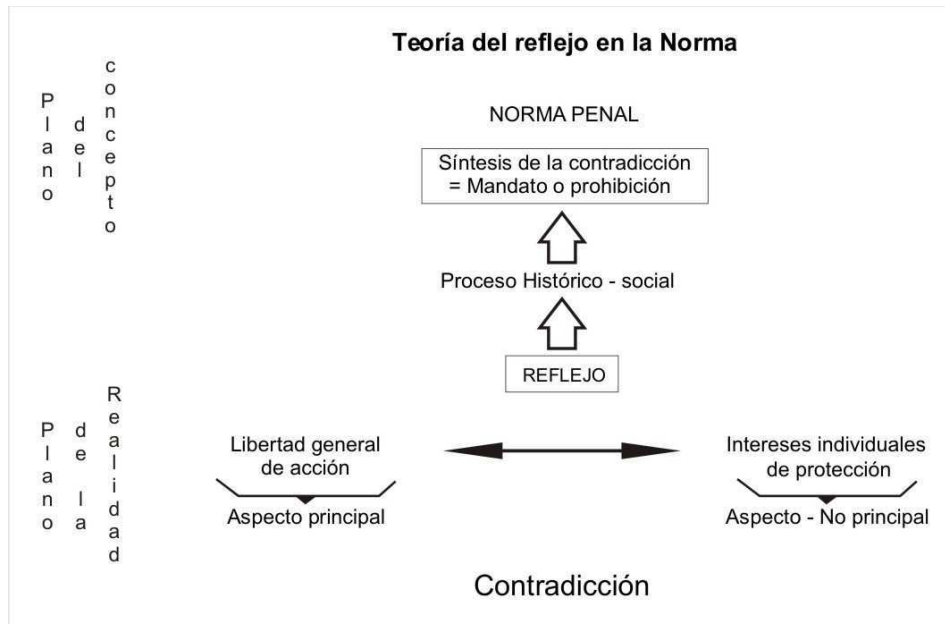 Teoría del reflejo en la Norma
Plano
del
concepto
NORMA PENAL
Síntesis de la contradicción
= Mandato o prohibición
Proceso Histórico - social
REFLEJO
Plano
de la
Realidad
Libertad general
de acción
Aspecto principal
Intereses individuales
de protección
Aspecto - No principal
Contradicción